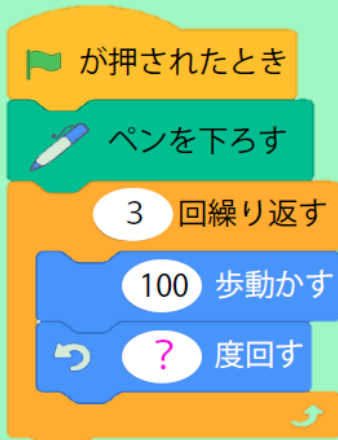 が押されたとき
ペンを下ろす
3 回繰り返す
100 歩動かす
? 度回す